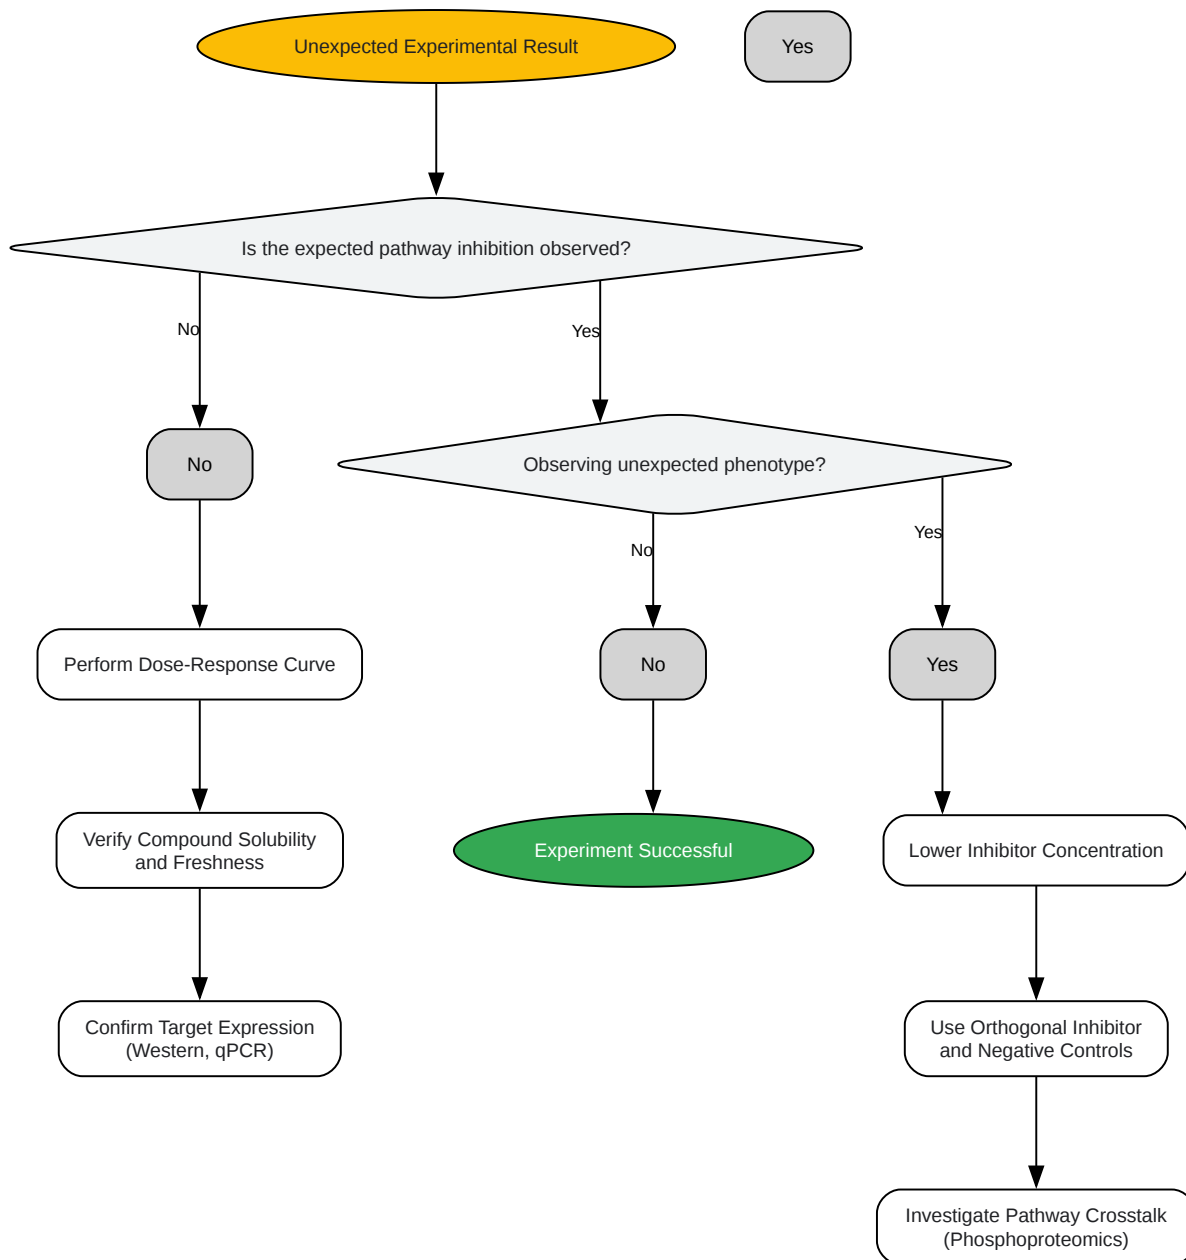 Unexpected Experimental Result
Yes
Is the expected pathway inhibition observed?
No
Yes
No
Observing unexpected phenotype?
No
Yes
Perform Dose-Response Curve
No
Yes
Verify Compound Solubility
and Freshness
Experiment Successful
Lower Inhibitor Concentration
Confirm Target Expression
(Western, qPCR)
Use Orthogonal Inhibitor
and Negative Controls
Investigate Pathway Crosstalk
(Phosphoproteomics)